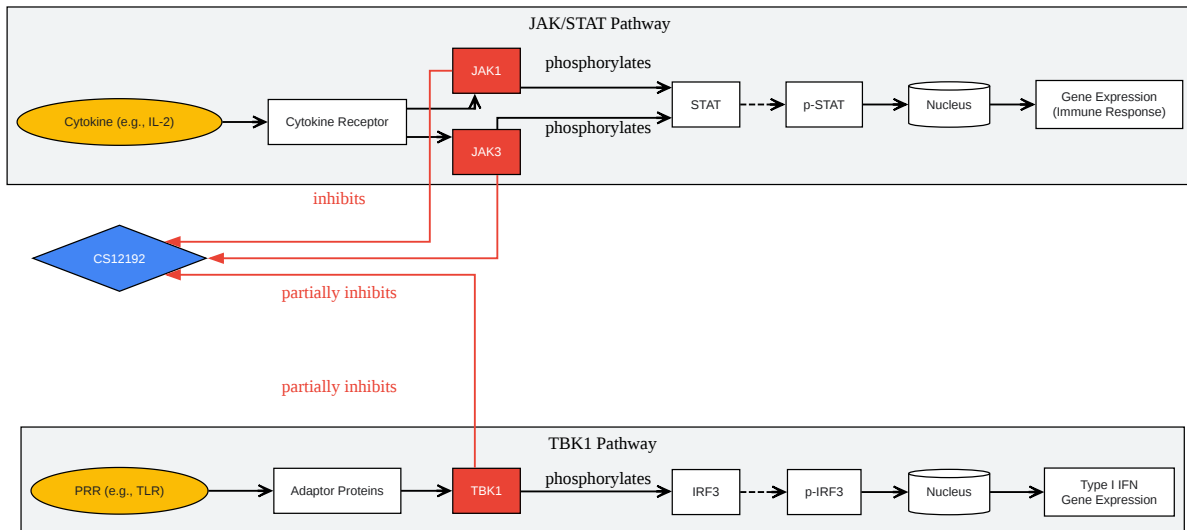 JAK/STAT Pathway
JAK1
phosphorylates
Cytokine (e.g., IL-2)
Cytokine Receptor
STAT
p-STAT
Nucleus
Gene Expression
(Immune Response)
phosphorylates
JAK3
inhibits
CS12192
partially inhibits
partially inhibits
TBK1 Pathway
PRR (e.g., TLR)
Adaptor Proteins
TBK1
phosphorylates
IRF3
p-IRF3
Nucleus
Type I IFN
Gene Expression